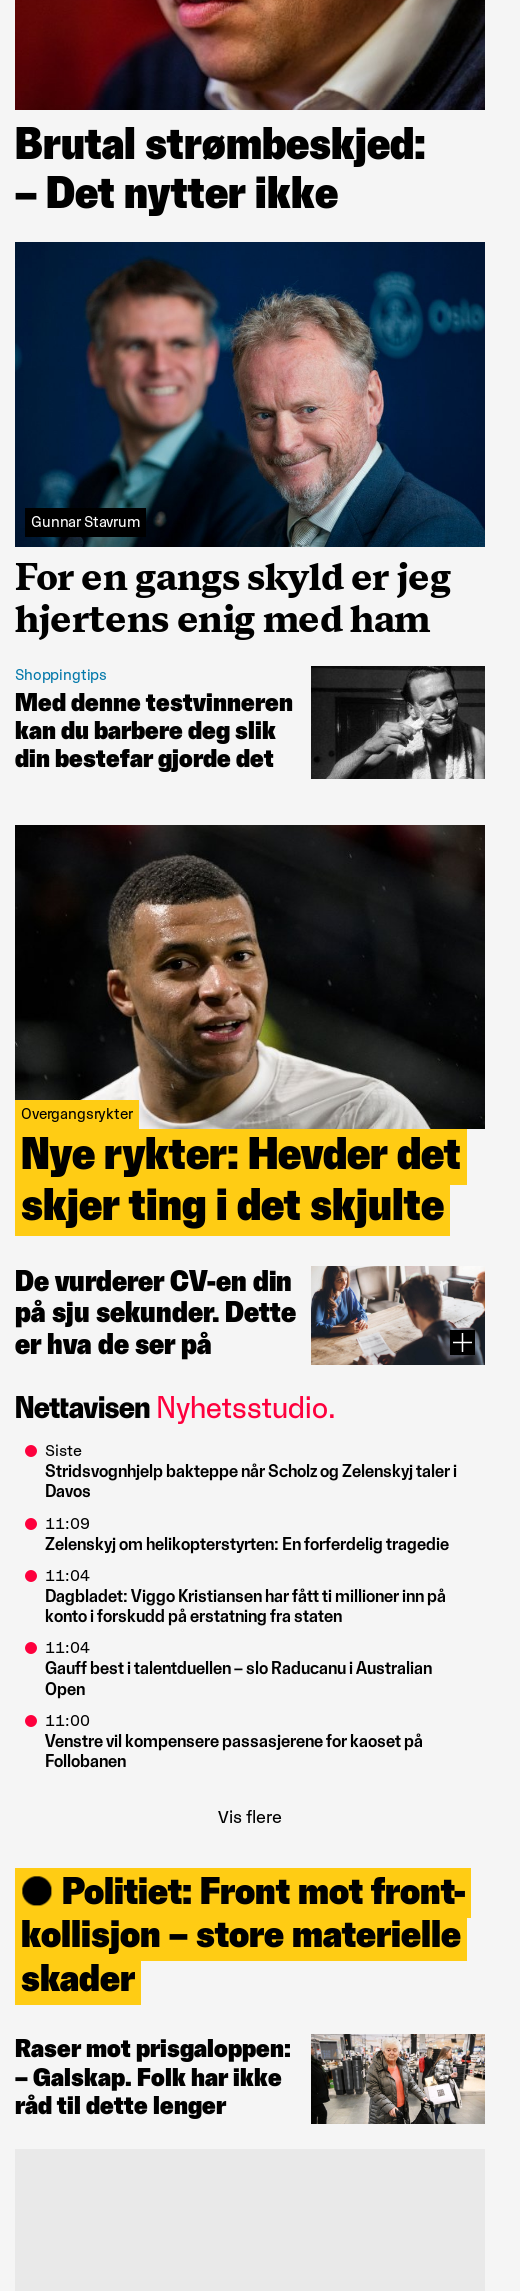 Brutal strømbeskjed:
– Det nytter ikke
Oslo
Gunnar Stavrum
For en gangs skyld er jeg
hjertens enig med ham
Shoppingtips
Med denne testvinneren
kan du barbere deg slik
din bestefar gjorde det
Overgangsrykter
Nye rykter: Hevder det
skjer ting i det skjulte
De vurderer CV-en din
på sju sekunder. Dette
er hva de ser på
Nettavisen Nyhetsstudio.
Siste
Stridsvognhjelp bakteppe når Scholz og Zelenskyj taler i
Davos
11:09
Zelenskyj om helikopterstyrten: En forferdelig tragedie
11:04
Dagbladet: Viggo Kristiansen har fått ti millioner inn på
konto i forskudd på erstatning fra staten
11:04
Gauff best i talentduellen – slo Raducanu i Australian
Open
11:00
Venstre vil kompensere passasjerene for kaoset på
Follobanen
Vis flere
Politiet: Front mot front-
kollisjon – store materielle
skader
Raser mot prisgaloppen:
– Galskap. Folk har ikke
råd til dette lenger